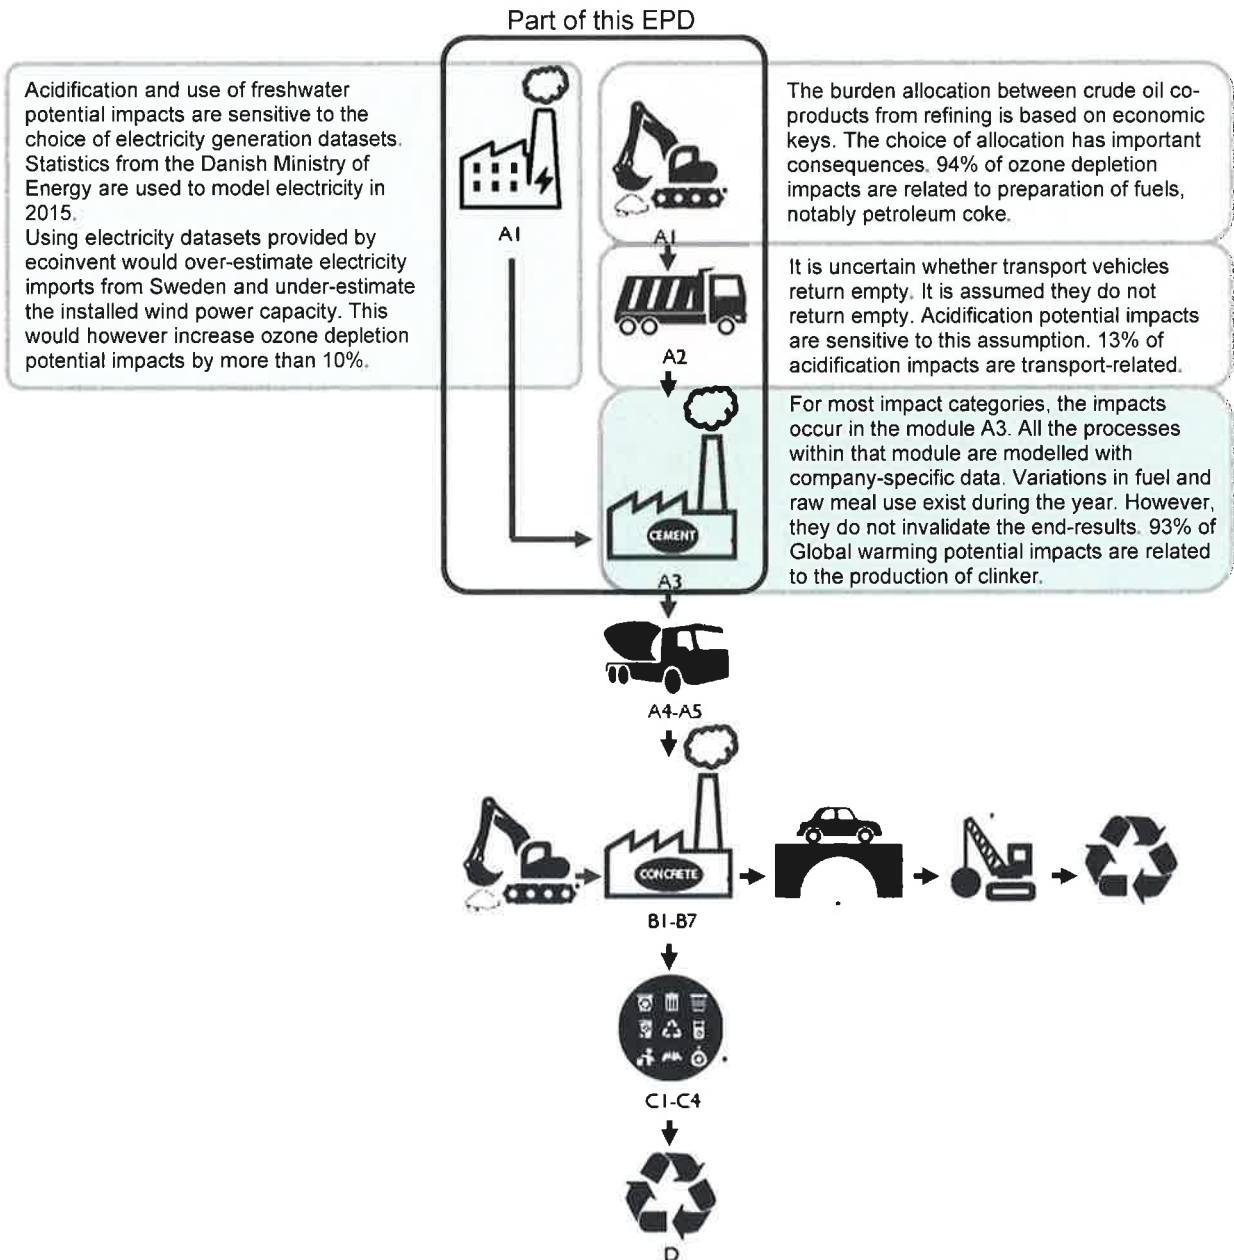 Part of this EPD
Acidification and use of freshwater
potential impacts are sensitive to the
choice of electricity generation datasets.
Statistics from the Danish Ministry of
Energy are used to model electricity in
2015.
Using electricity datasets provided by
ecoinvent would over-estimate electricity
imports from Sweden and under-estimate
the installed wind power capacity. This
would however increase ozone depletion
potential impacts by more than 10%.
A1
A1
The burden allocation between crude oil co-
products from refining is based on economic
keys. The choice of allocation has important
consequences. 94% of ozone depletion
impacts are related to preparation of fuels,
notably petroleum coke.
A2
It is uncertain whether transport vehicles
return empty. It is assumed they do not
return empty. Acidification potential impacts
are sensitive to this assumption. 13% of
acidification impacts are transport-related.
CEMENT
A3
For most impact categories, the impacts
occur in the module A3. All the processes
within that module are modelled with
company-specific data. Variations in fuel and
raw meal use exist during the year. However,
they do not invalidate the end-results. 93% of
Global warming potential impacts are related
to the production of clinker.
A4-A5
CONCRETE
B1-B7
C1-C4
D